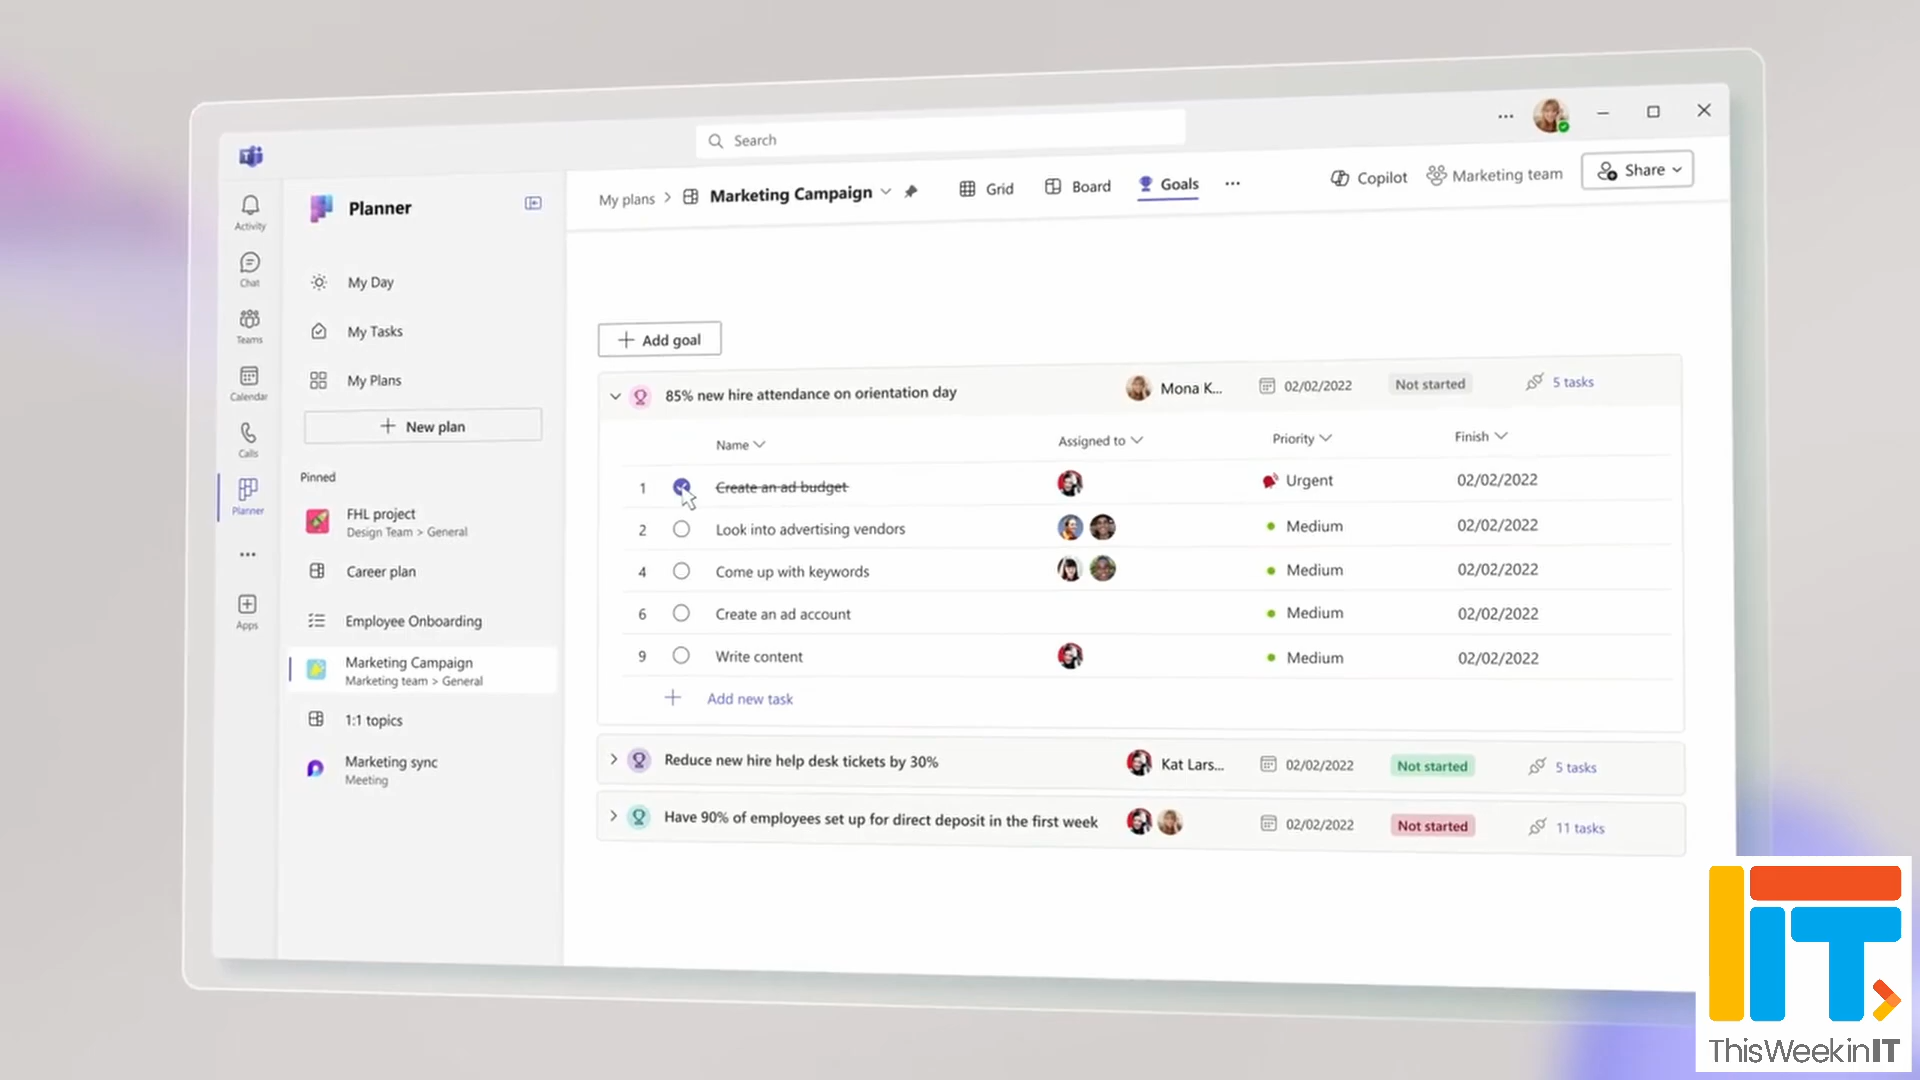 Search
Activity
Chat
Teams
Calendar
Calls
Planner
Apps
Planner
My Day
My Tasks
My Plans
New plan
Pinned
FHL project
Design Team > General
Career plan
Employee Onboarding
Marketing Campaign
Marketing team > General
1:1 topics
Marketing sync
Meeting
My plans > Marketing Campaign Grid Board Goals
Copilot Marketing team Share
Add goal
85% new hire attendance on orientation day Mona K... 02/02/2022 Not started 5 tasks
Name Assigned to Priority Finish
1 Create an ad budget Urgent 02/02/2022
2 Look into advertising vendors Medium 02/02/2022
4 Come up with keywords Medium 02/02/2022
6 Create an ad account Medium 02/02/2022
9 Write content Medium 02/02/2022
Add new task
Reduce new hire help desk tickets by 30% Kat Lars... 02/02/2022 Not started 5 tasks
Have 90% of employees set up for direct deposit in the first week 02/02/2022 Not started 11 tasks
IT
ThisWeekinIT